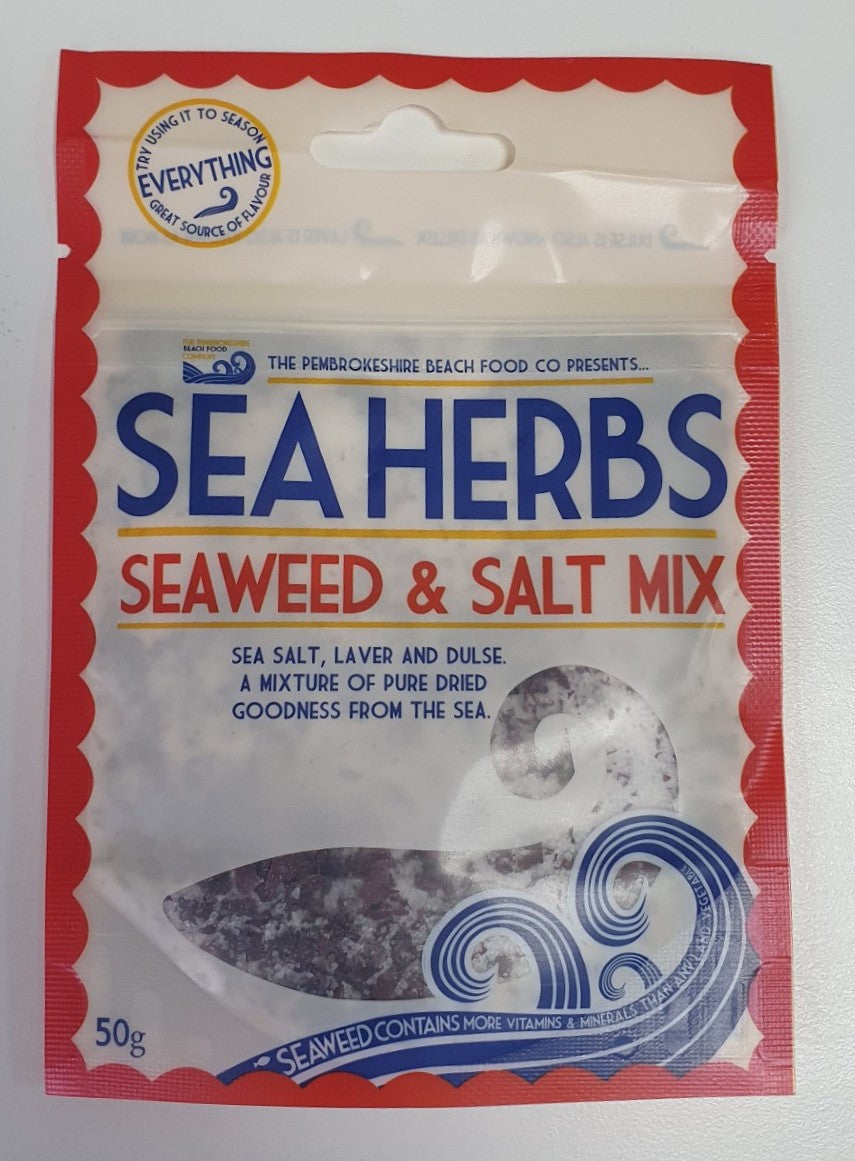 TRY USING IT TO SEASON
EVERYTHING
GREAT SOURCE OF FLAVOUR
THE PEMBROKESHIRE
BEACH FOOD
COMPANY
THE PEMBROKESHIRE BEACH FOOD CO PRESENTS...
SEA HERBS
SEAWEED & SALT MIX
SEA SALT, LAVER AND DULSE.
A MIXTURE OF PURE DRIED
GOODNESS FROM THE SEA.
50g
SEAWEED CONTAINS MORE VITAMINS & MINERALS THAN ANY LAND VEGETABLE